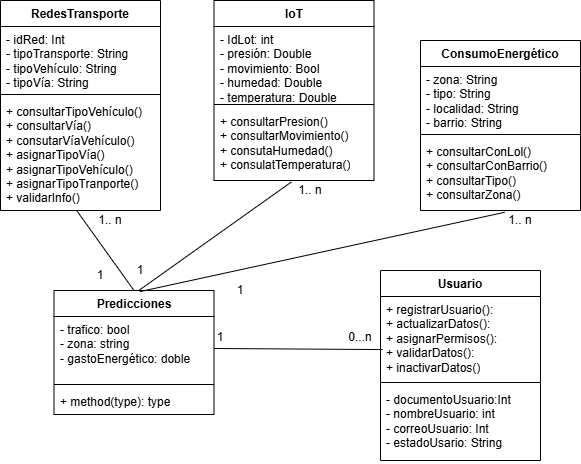 RedesTransporte
- idRed: Int
- tipoTransporte: String
- tipoVehículo: String
- tipoVía: String
+ consultarTipoVehículo()
+ consultarVía()
+ consutarVíaVehículo()
+ asignarTipoVía()
+ asignarTipoVehículo()
+ asignarTipoTranporte()
+ validarInfo()
IoT
- IdLot: int
- presión: Double
- movimiento: Bool
- humedad: Double
- temperatura: Double
+ consultarPresion()
+ consultarMovimiento()
+ consutaHumedad()
+ consulatTemperatura()
ConsumoEnergético
- zona: String
- tipo: String
- localidad: String
- barrio: String
+ consultarConLol()
+ consultarConBarrio()
+ consultarTipo()
+ consultarZona()
1.. n
1.. n
1.. n
1
1
1
Predicciones
- trafico: bool
- zona: string
- gastoEnergético: doble
+ method(type): type
1
0...n
Usuario
+ registrarUsuario():
+ actualizarDatos():
+ asignarPermisos():
+ validarDatos():
+ inactivarDatos()
- documentoUsuario:Int
- nombreUsuario: int
- correoUsuario: Int
- estadoUsario: String